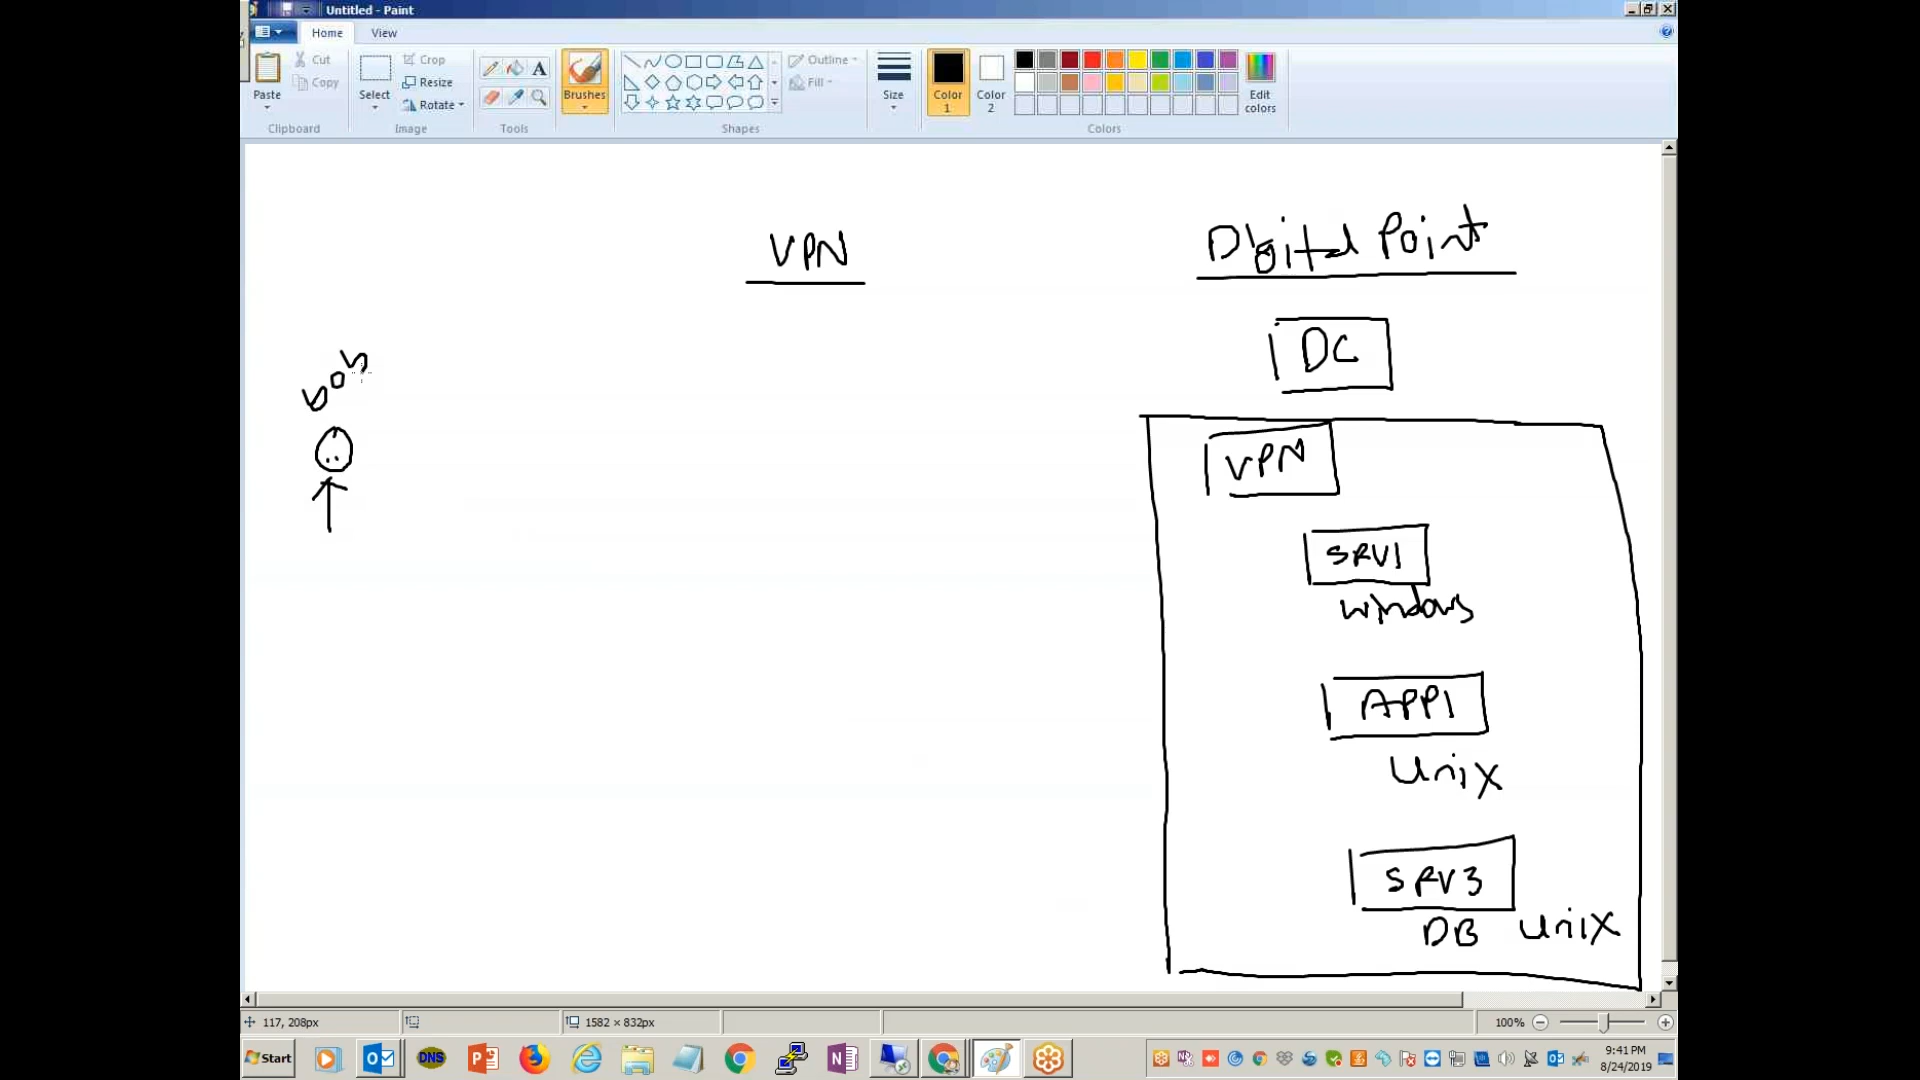 Untitled - Paint
Home View
Paste
Cut
Copy
Clipboard
Select
Crop
Resize
Rotate
Image
Tools
Brushes
Shapes
Outline
Fill
Size
Color 1
Color 2
Edit colors
Colors
VPN
Digital Point
DC
bob
VPN
SRV1
windows
APP1
Unix
SRV3
DB Unix
117, 208px
1582 × 832px
100%
Start
DNS
9:41 PM
8/24/2019